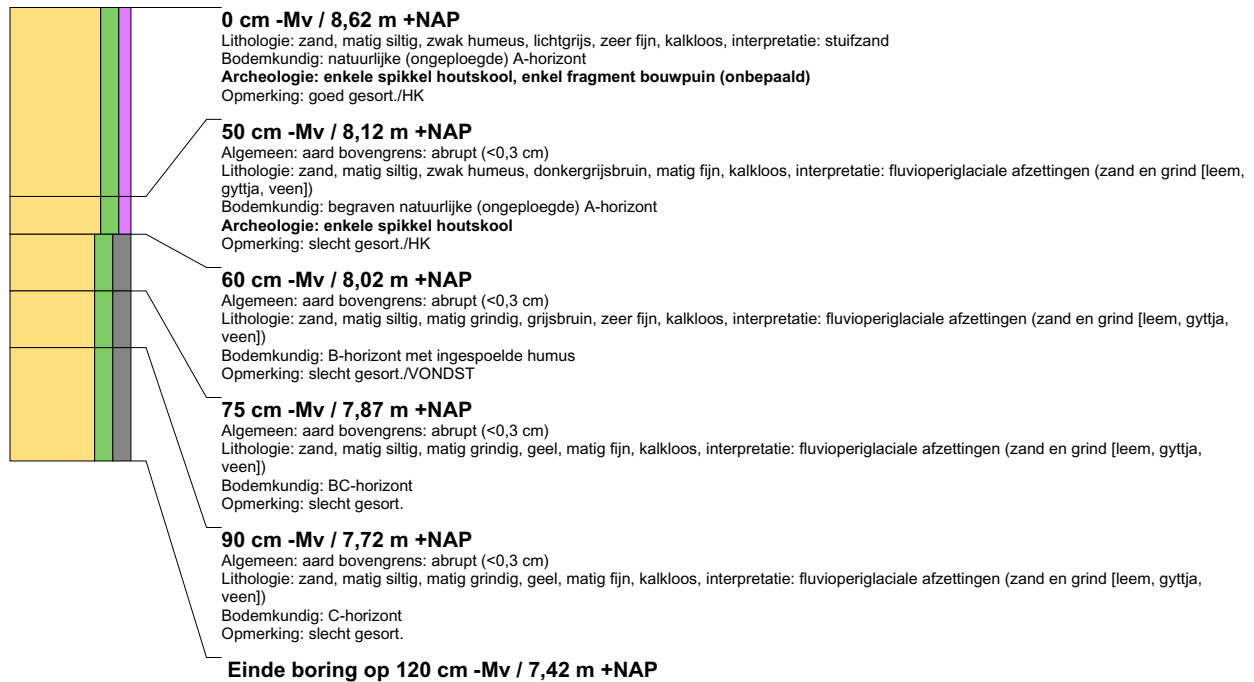 0 cm -Mv / 8,62 m +NAP
Lithologie: zand, matig siltig, zwak humeus, lichtgrijs, zeer fijn, kalkloos, interpretatie: stuifzand
Bodemkundig: natuurlijke (ongeploegde) A-horizont
Archeologie: enkele spikkel houtskool, enkel fragment bouwpuin (onbepaald)
Opmerking: goed gesort./HK
50 cm -Mv / 8,12 m +NAP
Algemeen: aard bovengrens: abrupt (<0,3 cm)
Lithologie: zand, matig siltig, zwak humeus, donkergrijsbruin, matig fijn, kalkloos, interpretatie: fluvioperiglaciale afzettingen (zand en grind [leem,
gyttja, veen])
Bodemkundig: begraven natuurlijke (ongeploegde) A-horizont
Archeologie: enkele spikkel houtskool
Opmerking: slecht gesort./HK
60 cm -Mv / 8,02 m +NAP
Algemeen: aard bovengrens: abrupt (<0,3 cm)
Lithologie: zand, matig siltig, matig grindig, grijsbruin, zeer fijn, kalkloos, interpretatie: fluvioperiglaciale afzettingen (zand en grind [leem, gyttja,
veen])
Bodemkundig: B-horizont met ingespoelde humus
Opmerking: slecht gesort./VONDST
75 cm -Mv / 7,87 m +NAP
Algemeen: aard bovengrens: abrupt (<0,3 cm)
Lithologie: zand, matig siltig, matig grindig, geel, matig fijn, kalkloos, interpretatie: fluvioperiglaciale afzettingen (zand en grind [leem, gyttja,
veen])
Bodemkundig: BC-horizont
Opmerking: slecht gesort.
90 cm -Mv / 7,72 m +NAP
Algemeen: aard bovengrens: abrupt (<0,3 cm)
Lithologie: zand, matig siltig, matig grindig, geel, matig fijn, kalkloos, interpretatie: fluvioperiglaciale afzettingen (zand en grind [leem, gyttja,
veen])
Bodemkundig: C-horizont
Opmerking: slecht gesort.
Einde boring op 120 cm -Mv / 7,42 m +NAP